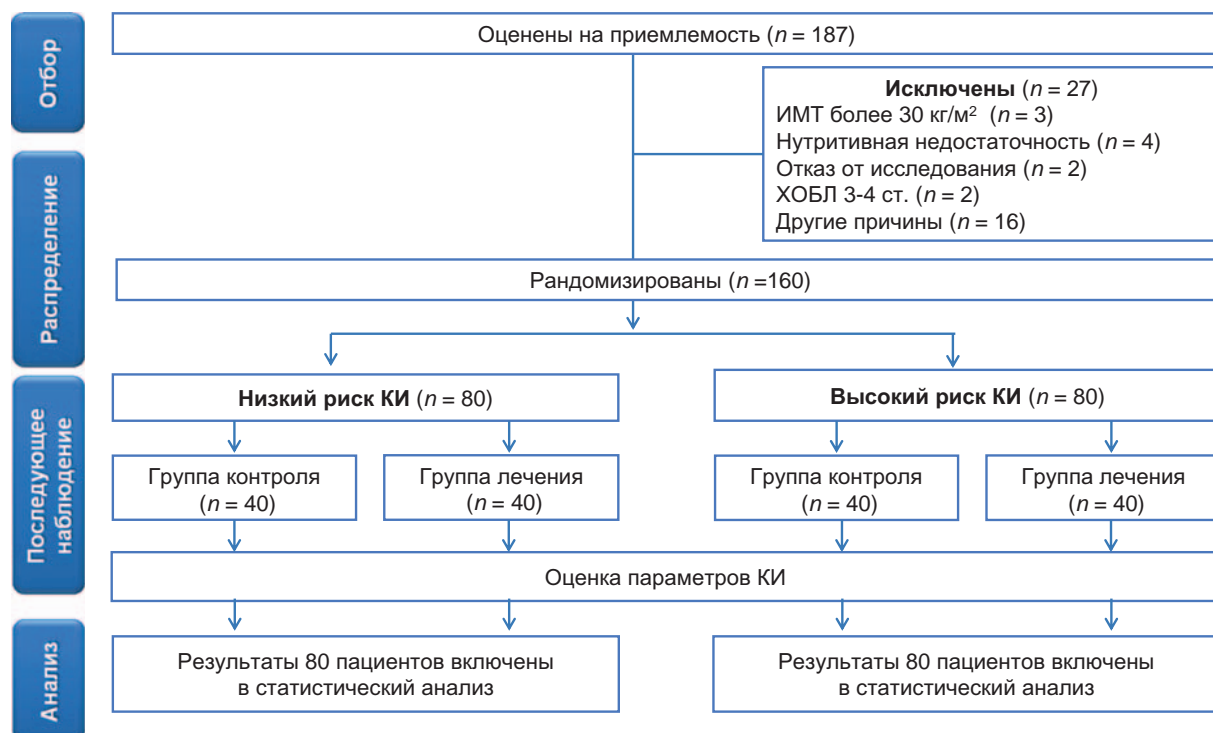 Отбор
Оценены на приемлемость (n = 187)
Исключены (n = 27)
ИМТ более 30 кг/м² (n = 3)
Нутритивная недостаточность (n = 4)
Отказ от исследования (n = 2)
ХОБЛ 3-4 ст. (n = 2)
Другие причины (n = 16)
Распределение
Рандомизированы (n =160)
Низкий риск КИ (n = 80)
Высокий риск КИ (n = 80)
Последующее
наблюдение
Группа контроля
(n = 40)
Группа лечения
(n = 40)
Группа контроля
(n = 40)
Группа лечения
(n = 40)
Оценка параметров КИ
Анализ
Результаты 80 пациентов включены
в статистический анализ
Результаты 80 пациентов включены
в статистический анализ